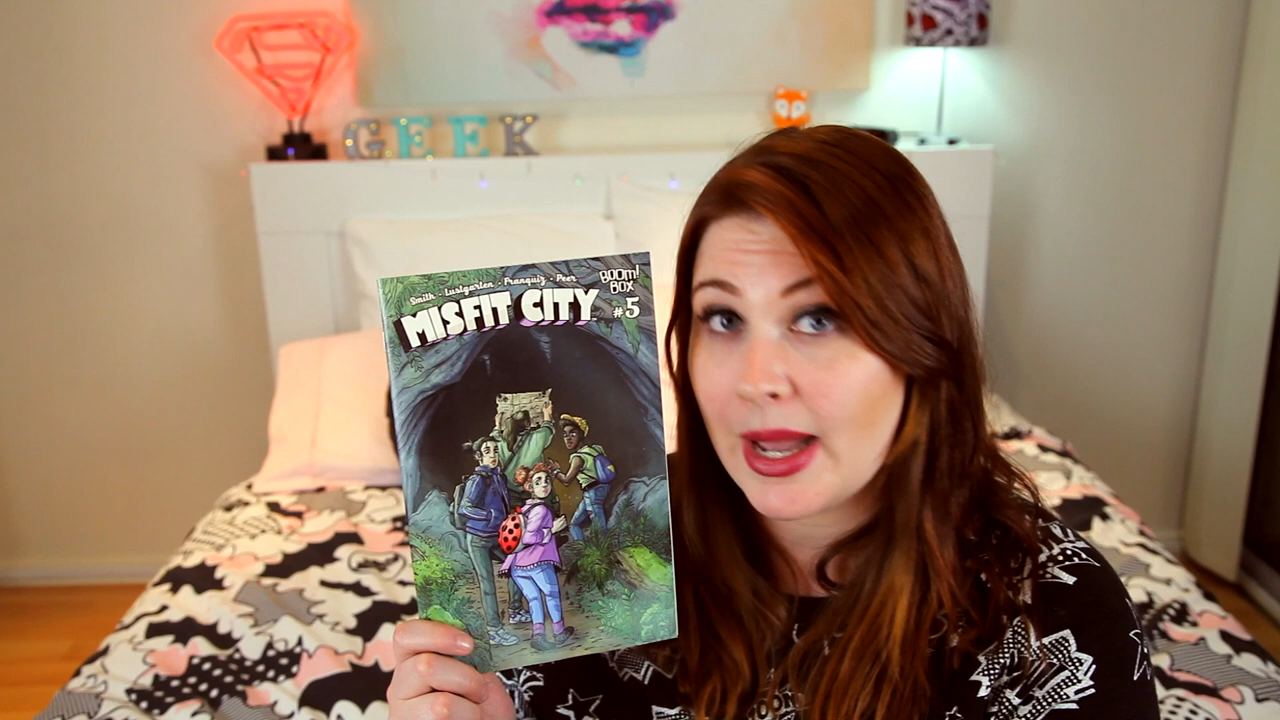 GEEK
Smith • Lustgarten • Franquiz • Peer
BOOM!
BOX
MISFIT CITY
#5